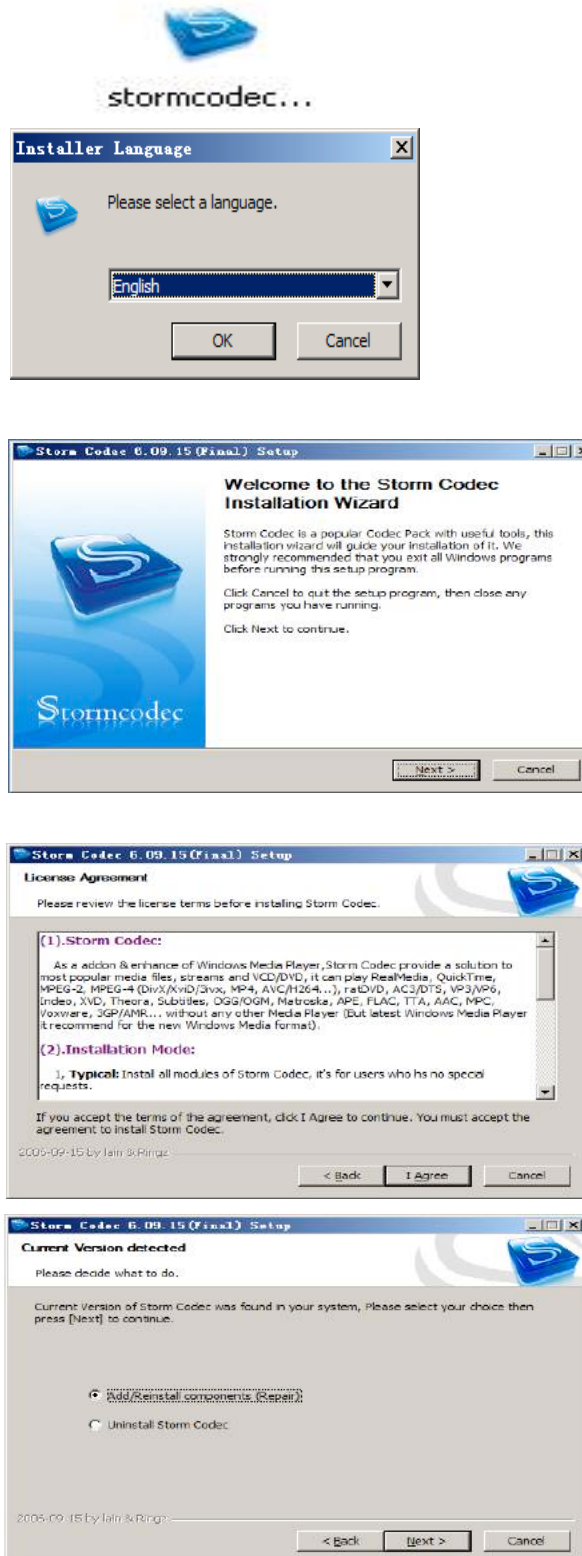 stormcodec...
Installer Language
Please select a language.
English
OK
Cancel
Storm Codec 6.09.15(Final) Setup
Welcome to the Storm Codec
Installation Wizard
Storm Codec is a popular Codec Pack with useful tools, this
installation wizard will guide your installation of it. We
strongly recommended that you exit all Windows programs
before running this setup program.
Click Cancel to quit the setup program, then close any
programs you have running.
Click Next to continue.
Stormcodec
Next >
Cancel
Storm Codec 6.09.15(Final) Setup
License Agreement
Please review the license terms before installing Storm Codec.
(1).Storm Codec:
As a addon & enhance of Windows Media Player,Storm Codec provide a solution to
most popular media files, streams and VCD/DVD, it can play RealMedia, QuickTime,
MPEG-2, MPEG-4 (DivX/XviD/3ivx, MP4, AVC/H264...), ratDVD, AC3/DTS, VP3/VP6,
Indeo, XVD, Theora, Subtitles, OGG/OGM, Matroska, APE, FLAC, TTA, AAC, MPC,
Voxware, 3GP/AMR... without any other Media Player (But latest Windows Media Player
it recommend for the new Windows Media format).
(2).Installation Mode:
1, Typical: Install all modules of Storm Codec, it's for users who hs no special
requests.
If you accept the terms of the agreement, click I Agree to continue. You must accept the
agreement to install Storm Codec.
2006-09-15 by Iain & Ringz
< Back
I Agree
Cancel
Storm Codec 6.09.15(Final) Setup
Current Version detected
Please decide what to do.
Current Version of Storm Codec was found in your system, Please select your choice then
press [Next] to continue.
Add/Reinstall components (Repair)
Uninstall Storm Codec
2006-09-15 by Iain & Ringz
< Back
Next >
Cancel